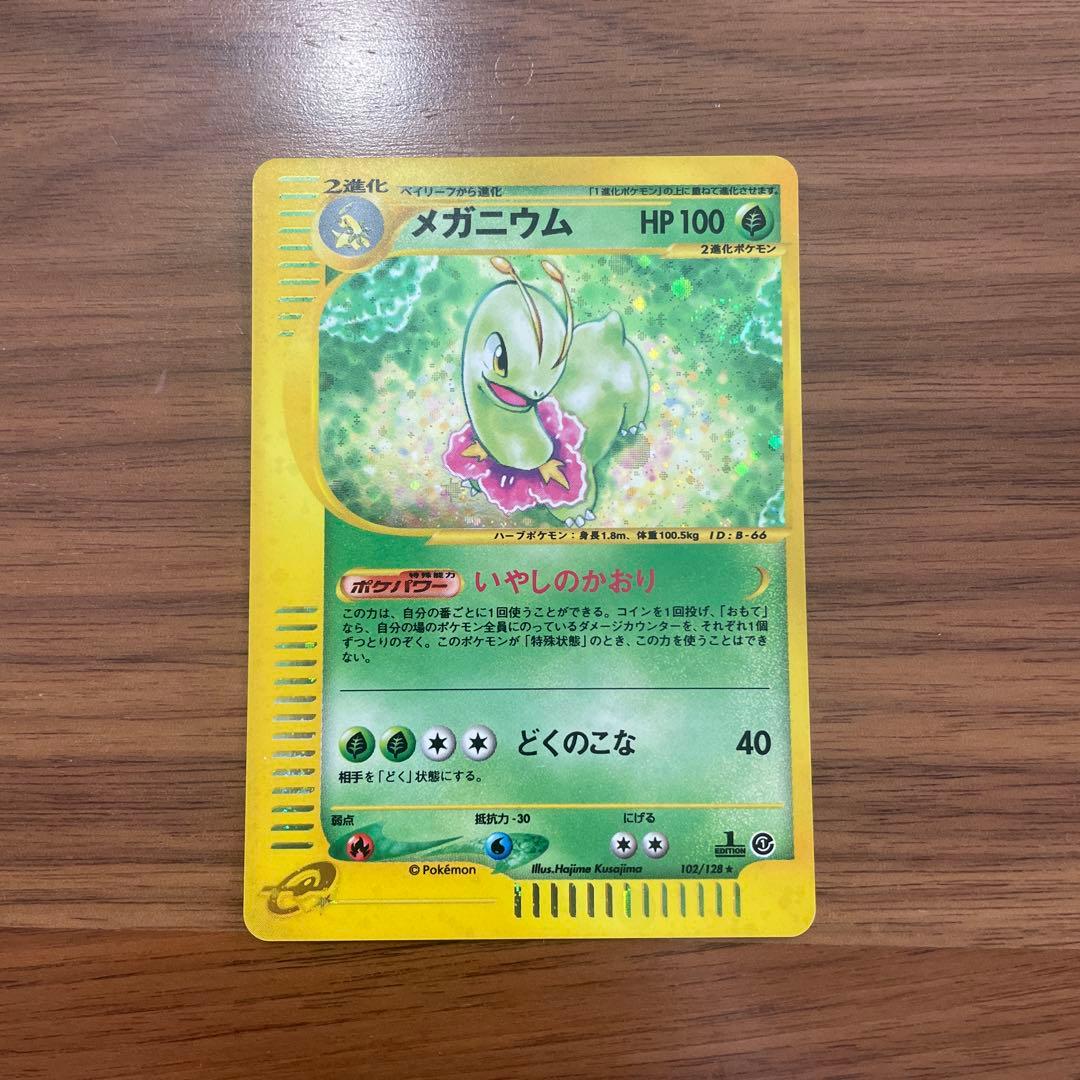 2進化 ベイリーフから進化 「1進化ポケモン」の上に重ねて進化させます。
メガニウム HP 100
2進化ポケモン
ハーブポケモン：身長1.8m、体重100.5kg ID:B-66
特殊能力
ポケパワー いやしのかおり
この力は、自分の番ごとに1回使うことができる。コインを1回投げ、「おもて」
なら、自分の場のポケモン全員にのっているダメージカウンターを、それぞれ1個
ずつとりのぞく。このポケモンが「特殊状態」のとき、この力を使うことはでき
ない。
どくのこな 40
相手を「どく」状態にする。
弱点 抵抗力 -30 にげる
1
EDITION
© Pokémon Illus.Hajime Kusajima 102/128★
e